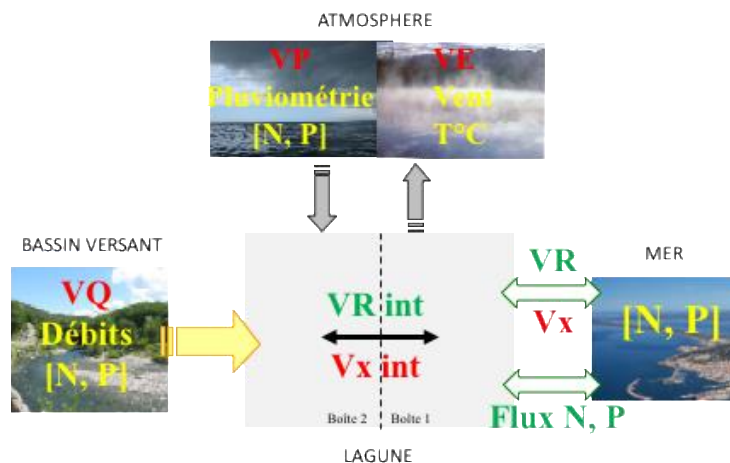 ATMOSPHERE
VP
Pluviométrie
[N, P]
VE
Vent
T°C
BASSIN VERSANT
VQ
Débits
[N, P]
VR int
Vx int
Boîte 2
Boîte 1
LAGUNE
VR
Vx
Flux N, P
MER
[N, P]